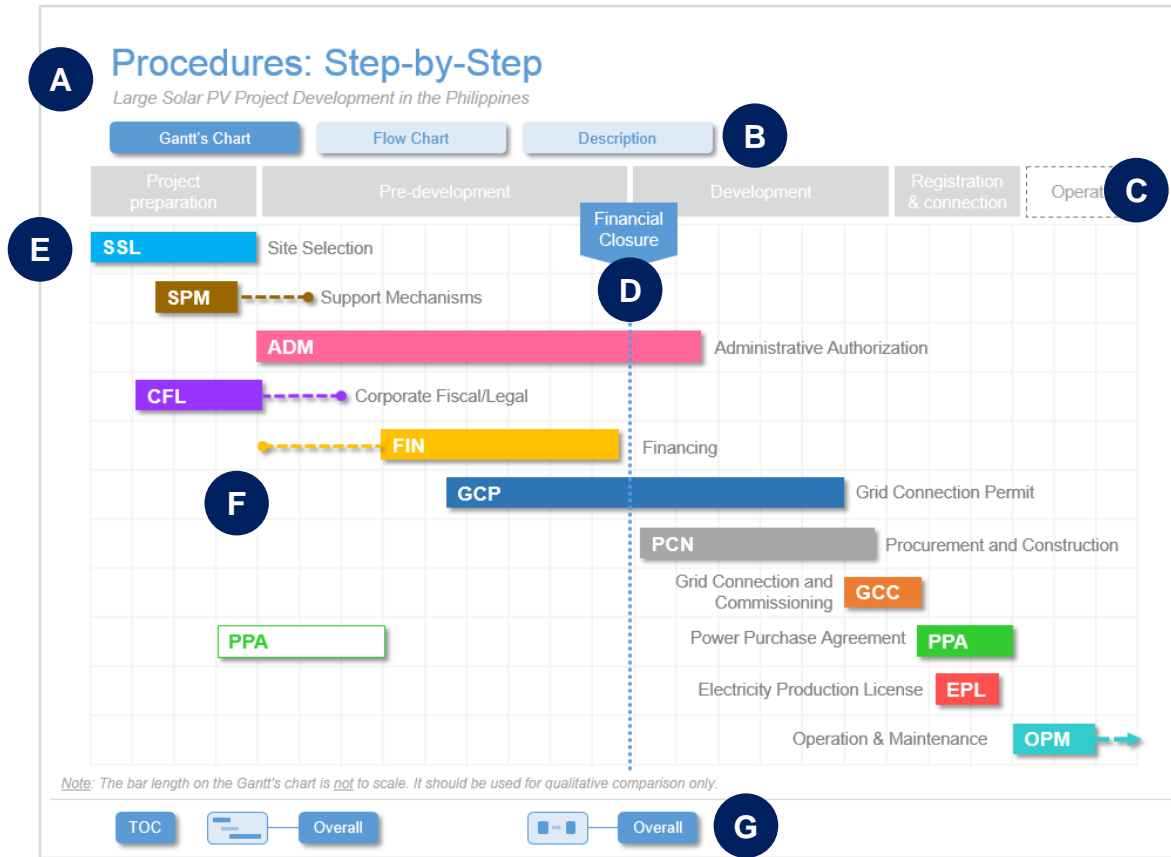 A
Procedures: Step-by-Step
Large Solar PV Project Development in the Philippines
Gantt's Chart
Flow Chart
Description
B
Project
preparation
Pre-development
Development
Registration
& connection
Operat
C
Financial
Closure
D
E
SSL
Site Selection
SPM
Support Mechanisms
ADM
Administrative Authorization
CFL
Corporate Fiscal/Legal
FIN
Financing
F
GCP
Grid Connection Permit
PCN
Procurement and Construction
Grid Connection and
Commissioning
GCC
PPA
Power Purchase Agreement
PPA
Electricity Production License
EPL
Operation & Maintenance
OPM
Note: The bar length on the Gantt's chart is not to scale. It should be used for qualitative comparison only.
TOC
Overall
Overall
G